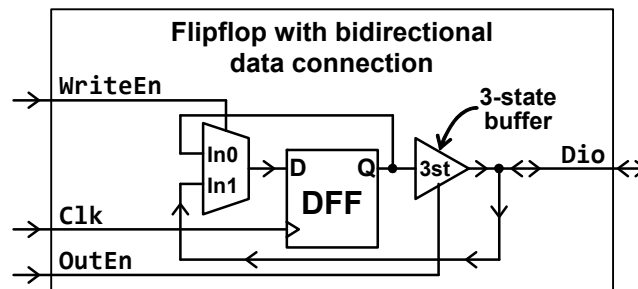 Flipflop with bidirectional
data connection
WriteEn
3-state
buffer
In0
In1
D
Q
DFF
3st
Dio
Clk
OutEn